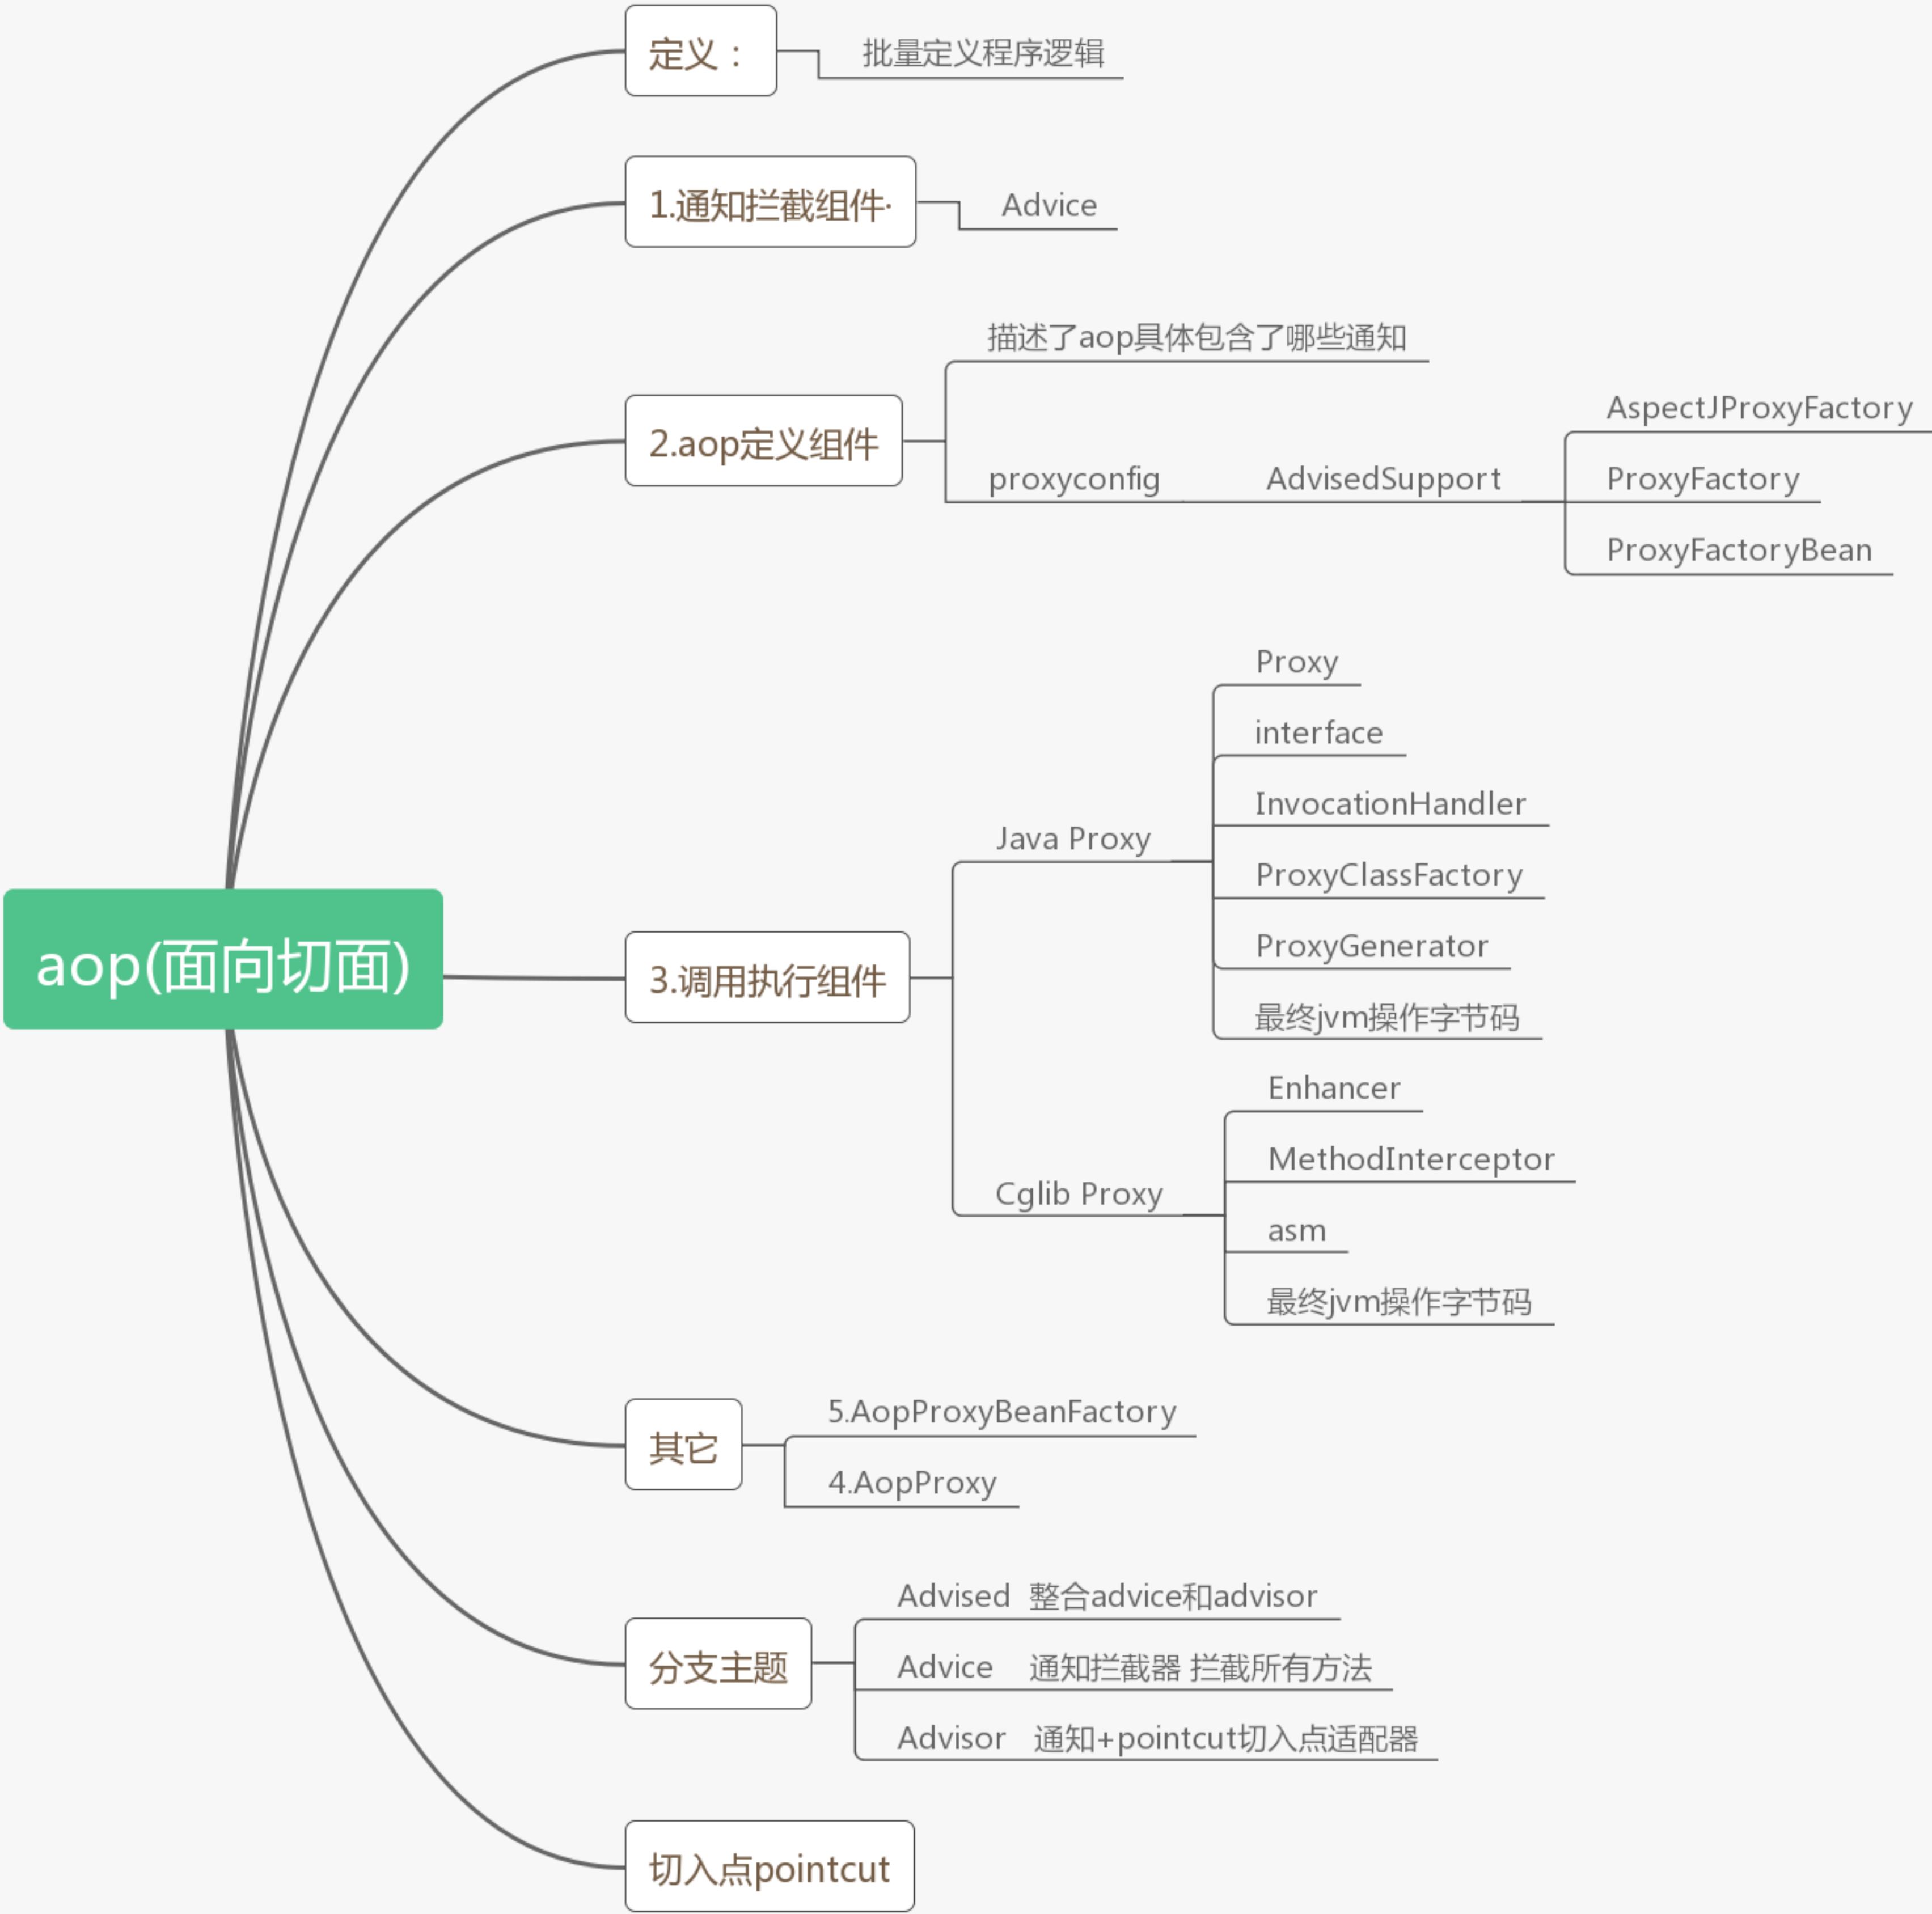 定义：
批量定义程序逻辑
1.通知拦截组件·
Advice
2.aop定义组件
描述了aop具体包含了哪些通知
proxyconfig
AdvisedSupport
AspectJProxyFactory
ProxyFactory
ProxyFactoryBean
aop(面向切面)
3.调用执行组件
Java Proxy
Proxy
interface
InvocationHandler
ProxyClassFactory
ProxyGenerator
最终jvm操作字节码
Cglib Proxy
Enhancer
MethodInterceptor
asm
最终jvm操作字节码
其它
5.AopProxyBeanFactory
4.AopProxy
分支主题
Advised 整合advice和advisor
Advice 通知拦截器 拦截所有方法
Advisor 通知+pointcut切入点适配器
切入点pointcut